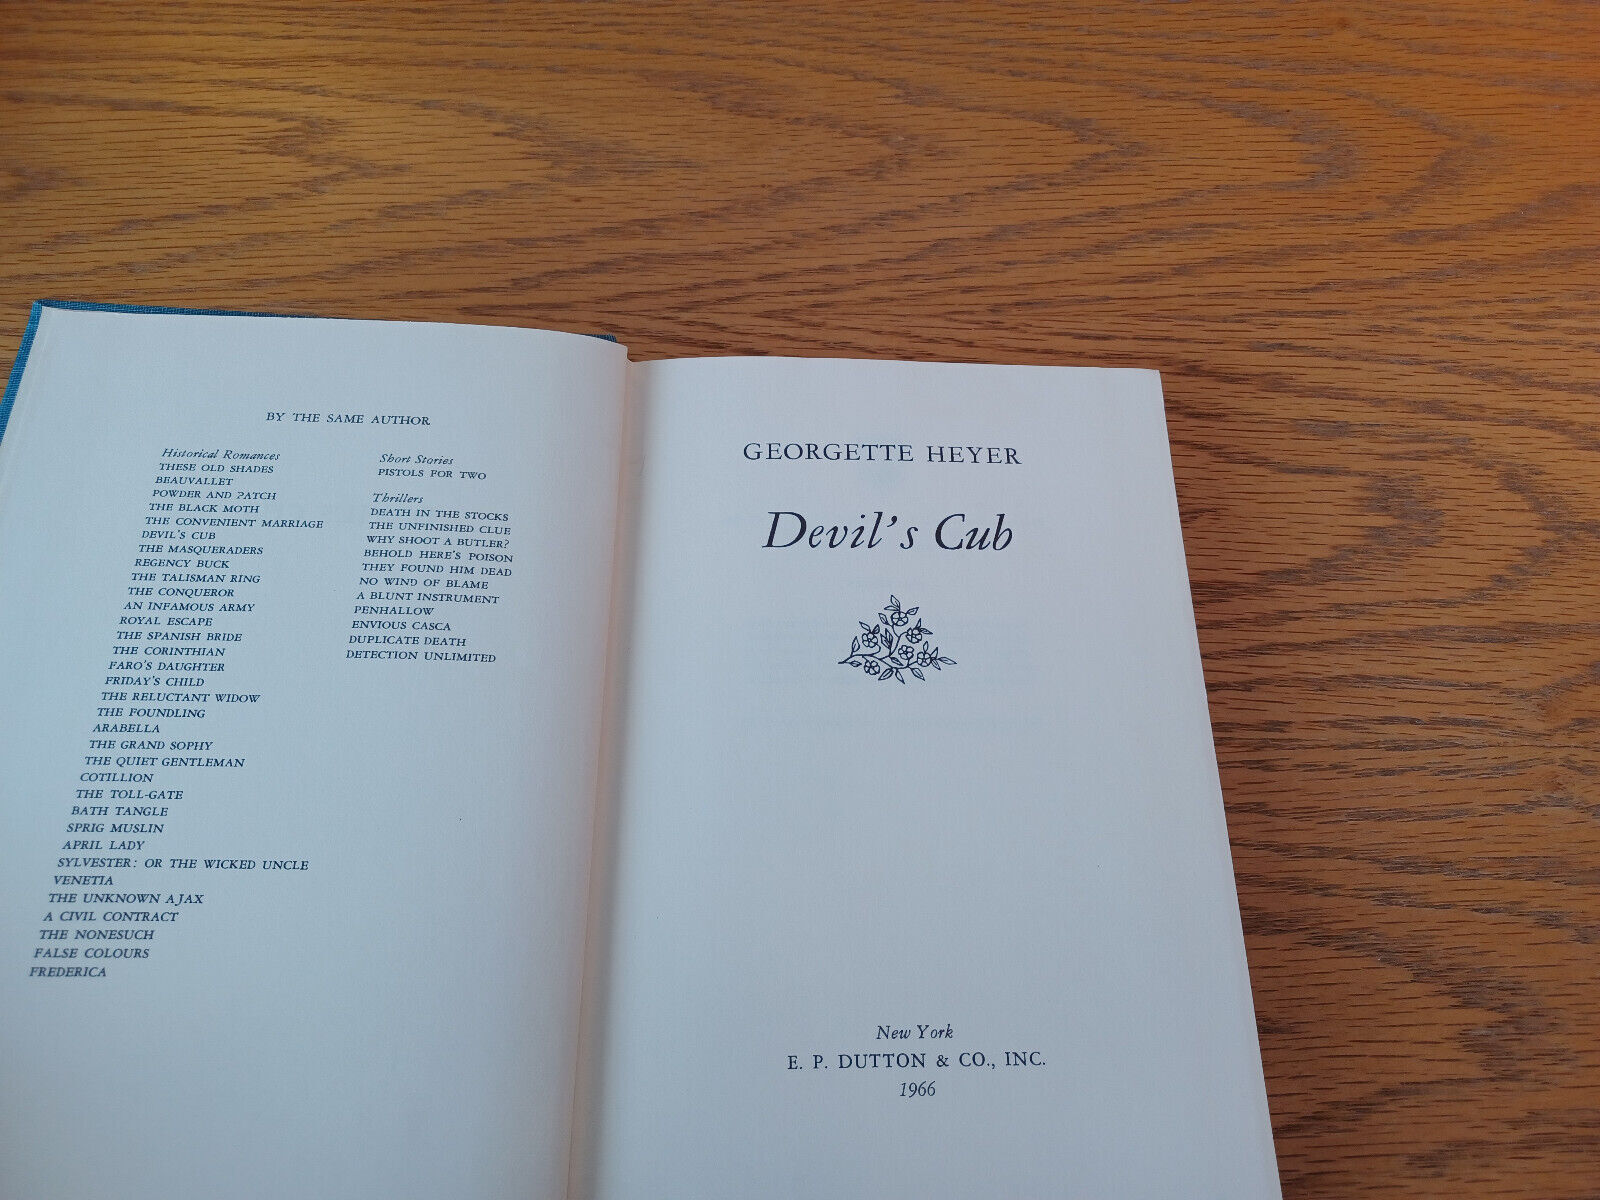 BY THE SAME AUTHOR
Historical Romances
THESE OLD SHADES
BEAUVALLET
POWDER AND PATCH
THE BLACK MOTH
THE CONVENIENT MARRIAGE
DEVIL'S CUB
THE MASQUERADERS
REGENCY BUCK
THE TALISMAN RING
THE CONQUEROR
AN INFAMOUS ARMY
ROYAL ESCAPE
THE SPANISH BRIDE
THE CORINTHIAN
FARO'S DAUGHTER
FRIDAY'S CHILD
THE RELUCTANT WIDOW
THE FOUNDLING
ARABELLA
THE GRAND SOPHY
THE QUIET GENTLEMAN
COTILLION
THE TOLL-GATE
BATH TANGLE
SPRIG MUSLIN
APRIL LADY
SYLVESTER: OR THE WICKED UNCLE
VENETIA
THE UNKNOWN AJAX
A CIVIL CONTRACT
THE NONESUCH
FALSE COLOURS
FREDERICA
Short Stories
PISTOLS FOR TWO
Thrillers
DEATH IN THE STOCKS
THE UNFINISHED CLUE
WHY SHOOT A BUTLER?
BEHOLD HERE'S POISON
THEY FOUND HIM DEAD
NO WIND OF BLAME
A BLUNT INSTRUMENT
PENHALLOW
ENVIOUS CASCA
DUPLICATE DEATH
DETECTION UNLIMITED
GEORGETTE HEYER
Devil's Cub
New York
E. P. DUTTON & CO., INC.
1966